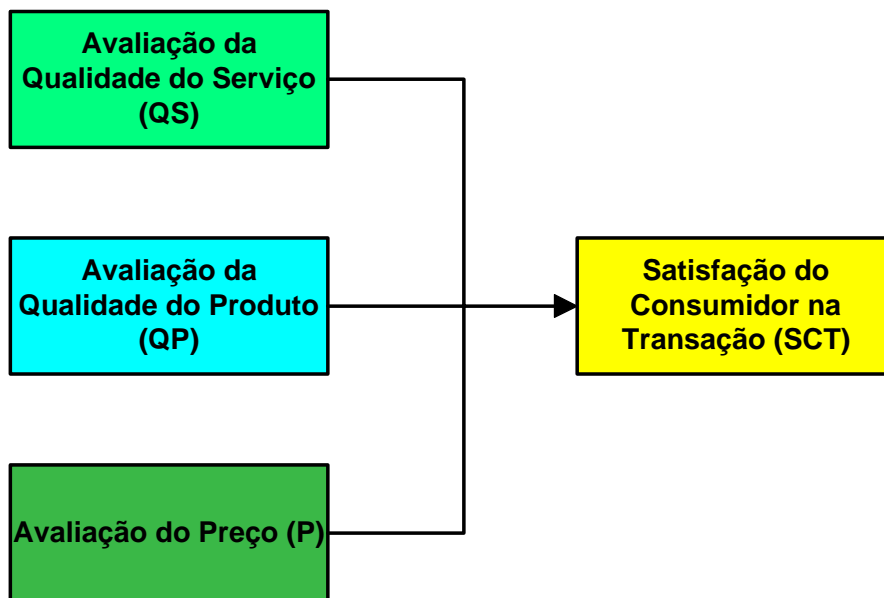 Avaliação da
Qualidade do Serviço
(QS)
Avaliação da
Qualidade do Produto
(QP)
Satisfação do
Consumidor na
Transação (SCT)
Avaliação do Preço (P)